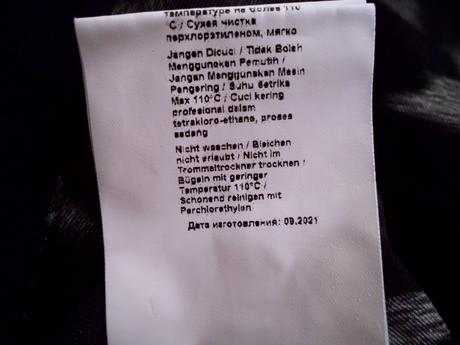 температуре не более 110
°C / Сухая чистка
перхлорэтиленом, мягко
Jangan Dicuci / Tidak Boleh
Menggunakan Pemutih /
Jangan Menggunakan Mesin
Pengering / Suhu Setrika
Max 110°C / Cuci kering
profesional dalam
tetrakloro-ethane, proses
sedang
Nicht waschen / Bleichen
nicht erlaubt / Nicht im
Trommeltrockner trocknen /
Bügeln mit geringer
Temperatur 110°C /
Schonend reinigen mit
Perchlorethylen
Дата изготовления: 09.2021